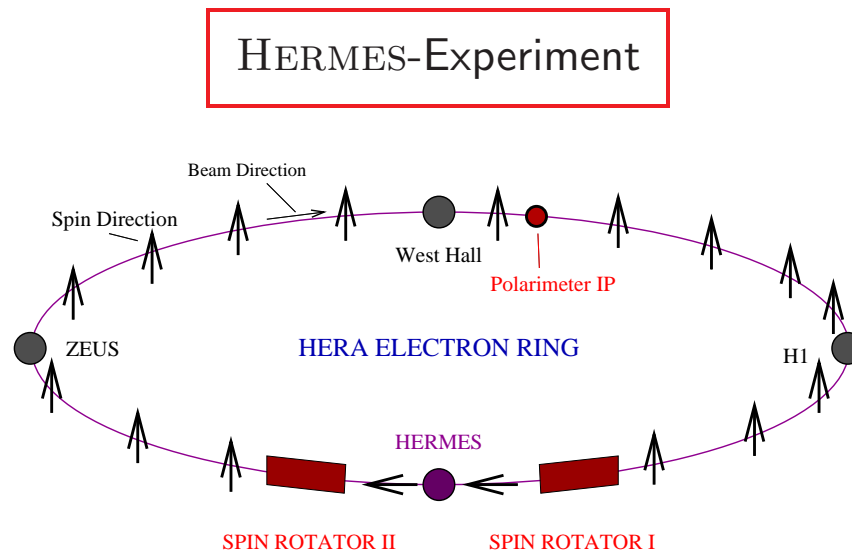 HERMES-Experiment
Beam Direction
Spin Direction
West Hall
Polarimeter IP
ZEUS
HERA ELECTRON RING
H1
HERMES
SPIN ROTATOR II
SPIN ROTATOR I